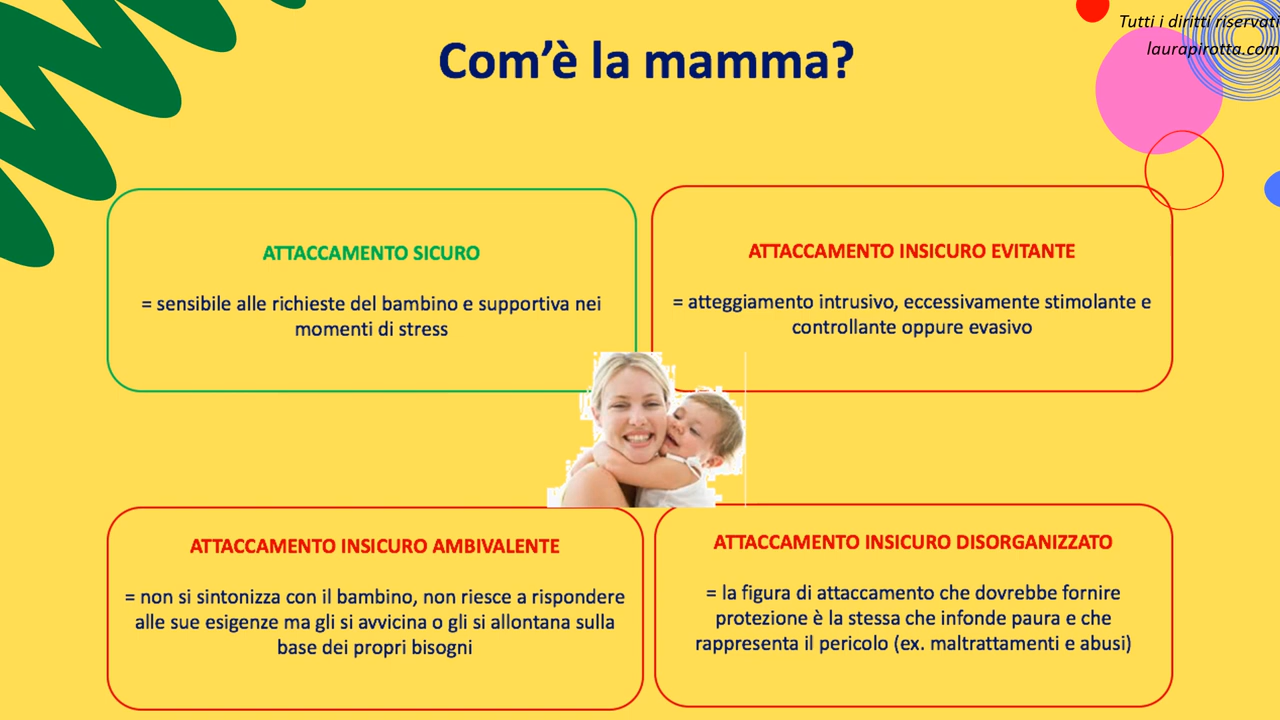 Tutti i diritti riservati
laurapirotta.com
Com’è la mamma?
ATTACCAMENTO SICURO
= sensibile alle richieste del bambino e supportiva nei
momenti di stress
ATTACCAMENTO INSICURO EVITANTE
= atteggiamento intrusivo, eccessivamente stimolante e
controllante oppure evasivo
ATTACCAMENTO INSICURO AMBIVALENTE
= non si sintonizza con il bambino, non riesce a rispondere
alle sue esigenze ma gli si avvicina o gli si allontana sulla
base dei propri bisogni
ATTACCAMENTO INSICURO DISORGANIZZATO
= la figura di attaccamento che dovrebbe fornire
protezione è la stessa che infonde paura e che
rappresenta il pericolo (ex. maltrattamenti e abusi)